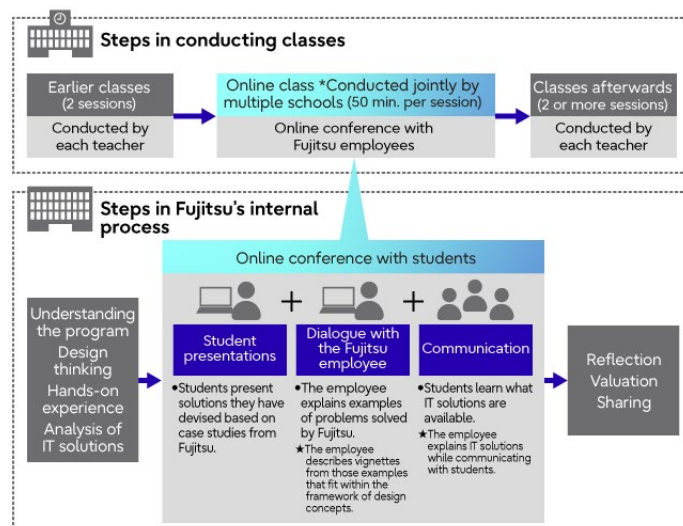 Steps in conducting classes
Earlier classes
(2 sessions)
Conducted by
each teacher
Online class *Conducted jointly by
multiple schools (50 min. per session)
Online conference with
Fujitsu employees
Classes afterwards
(2 or more sessions)
Conducted by
each teacher
Steps in Fujitsu's internal
process
Online conference with students
Understanding
the program
Design
thinking
Hands-on
experience
Analysis of
IT solutions
+
+
Student
presentations
•Students present
solutions they have
devised based on
case studies from
Fujitsu.
Dialogue with
the Fujitsu
employee
•The employee
explains examples
of problems solved
by Fujitsu.
★The employee
describes vignettes
from those examples
that fit within the
framework of design
concepts.
Communication
•Students learn what
IT solutions are
available.
★The employee
explains IT solutions
while communicating
with students.
Reflection
Valuation
Sharing